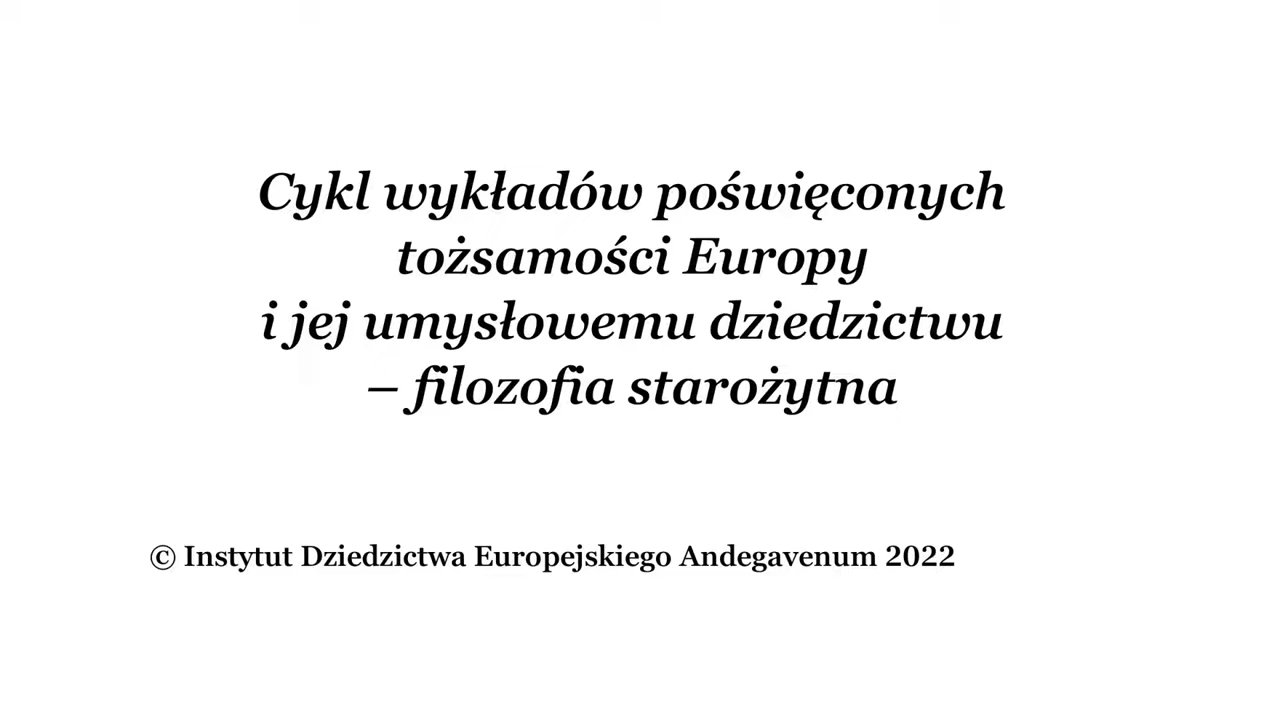 Cykl wykładów poświęconych
tożsamości Europy
i jej umysłowemu dziedzictwu
– filozofia starożytna
© Instytut Dziedzictwa Europejskiego Andegavenum 2022